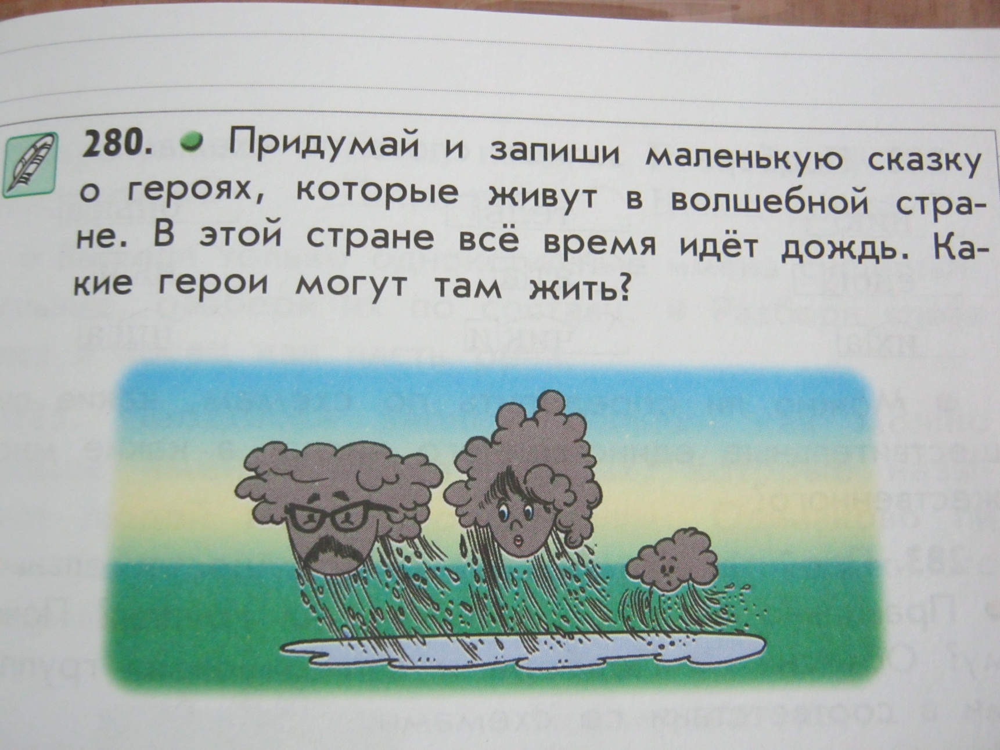 280. • Придумай и запиши маленькую сказку
о героях, которые живут в волшебной стра-
не. В этой стране всё время идёт дождь. Ка-
кие герои могут там жить?